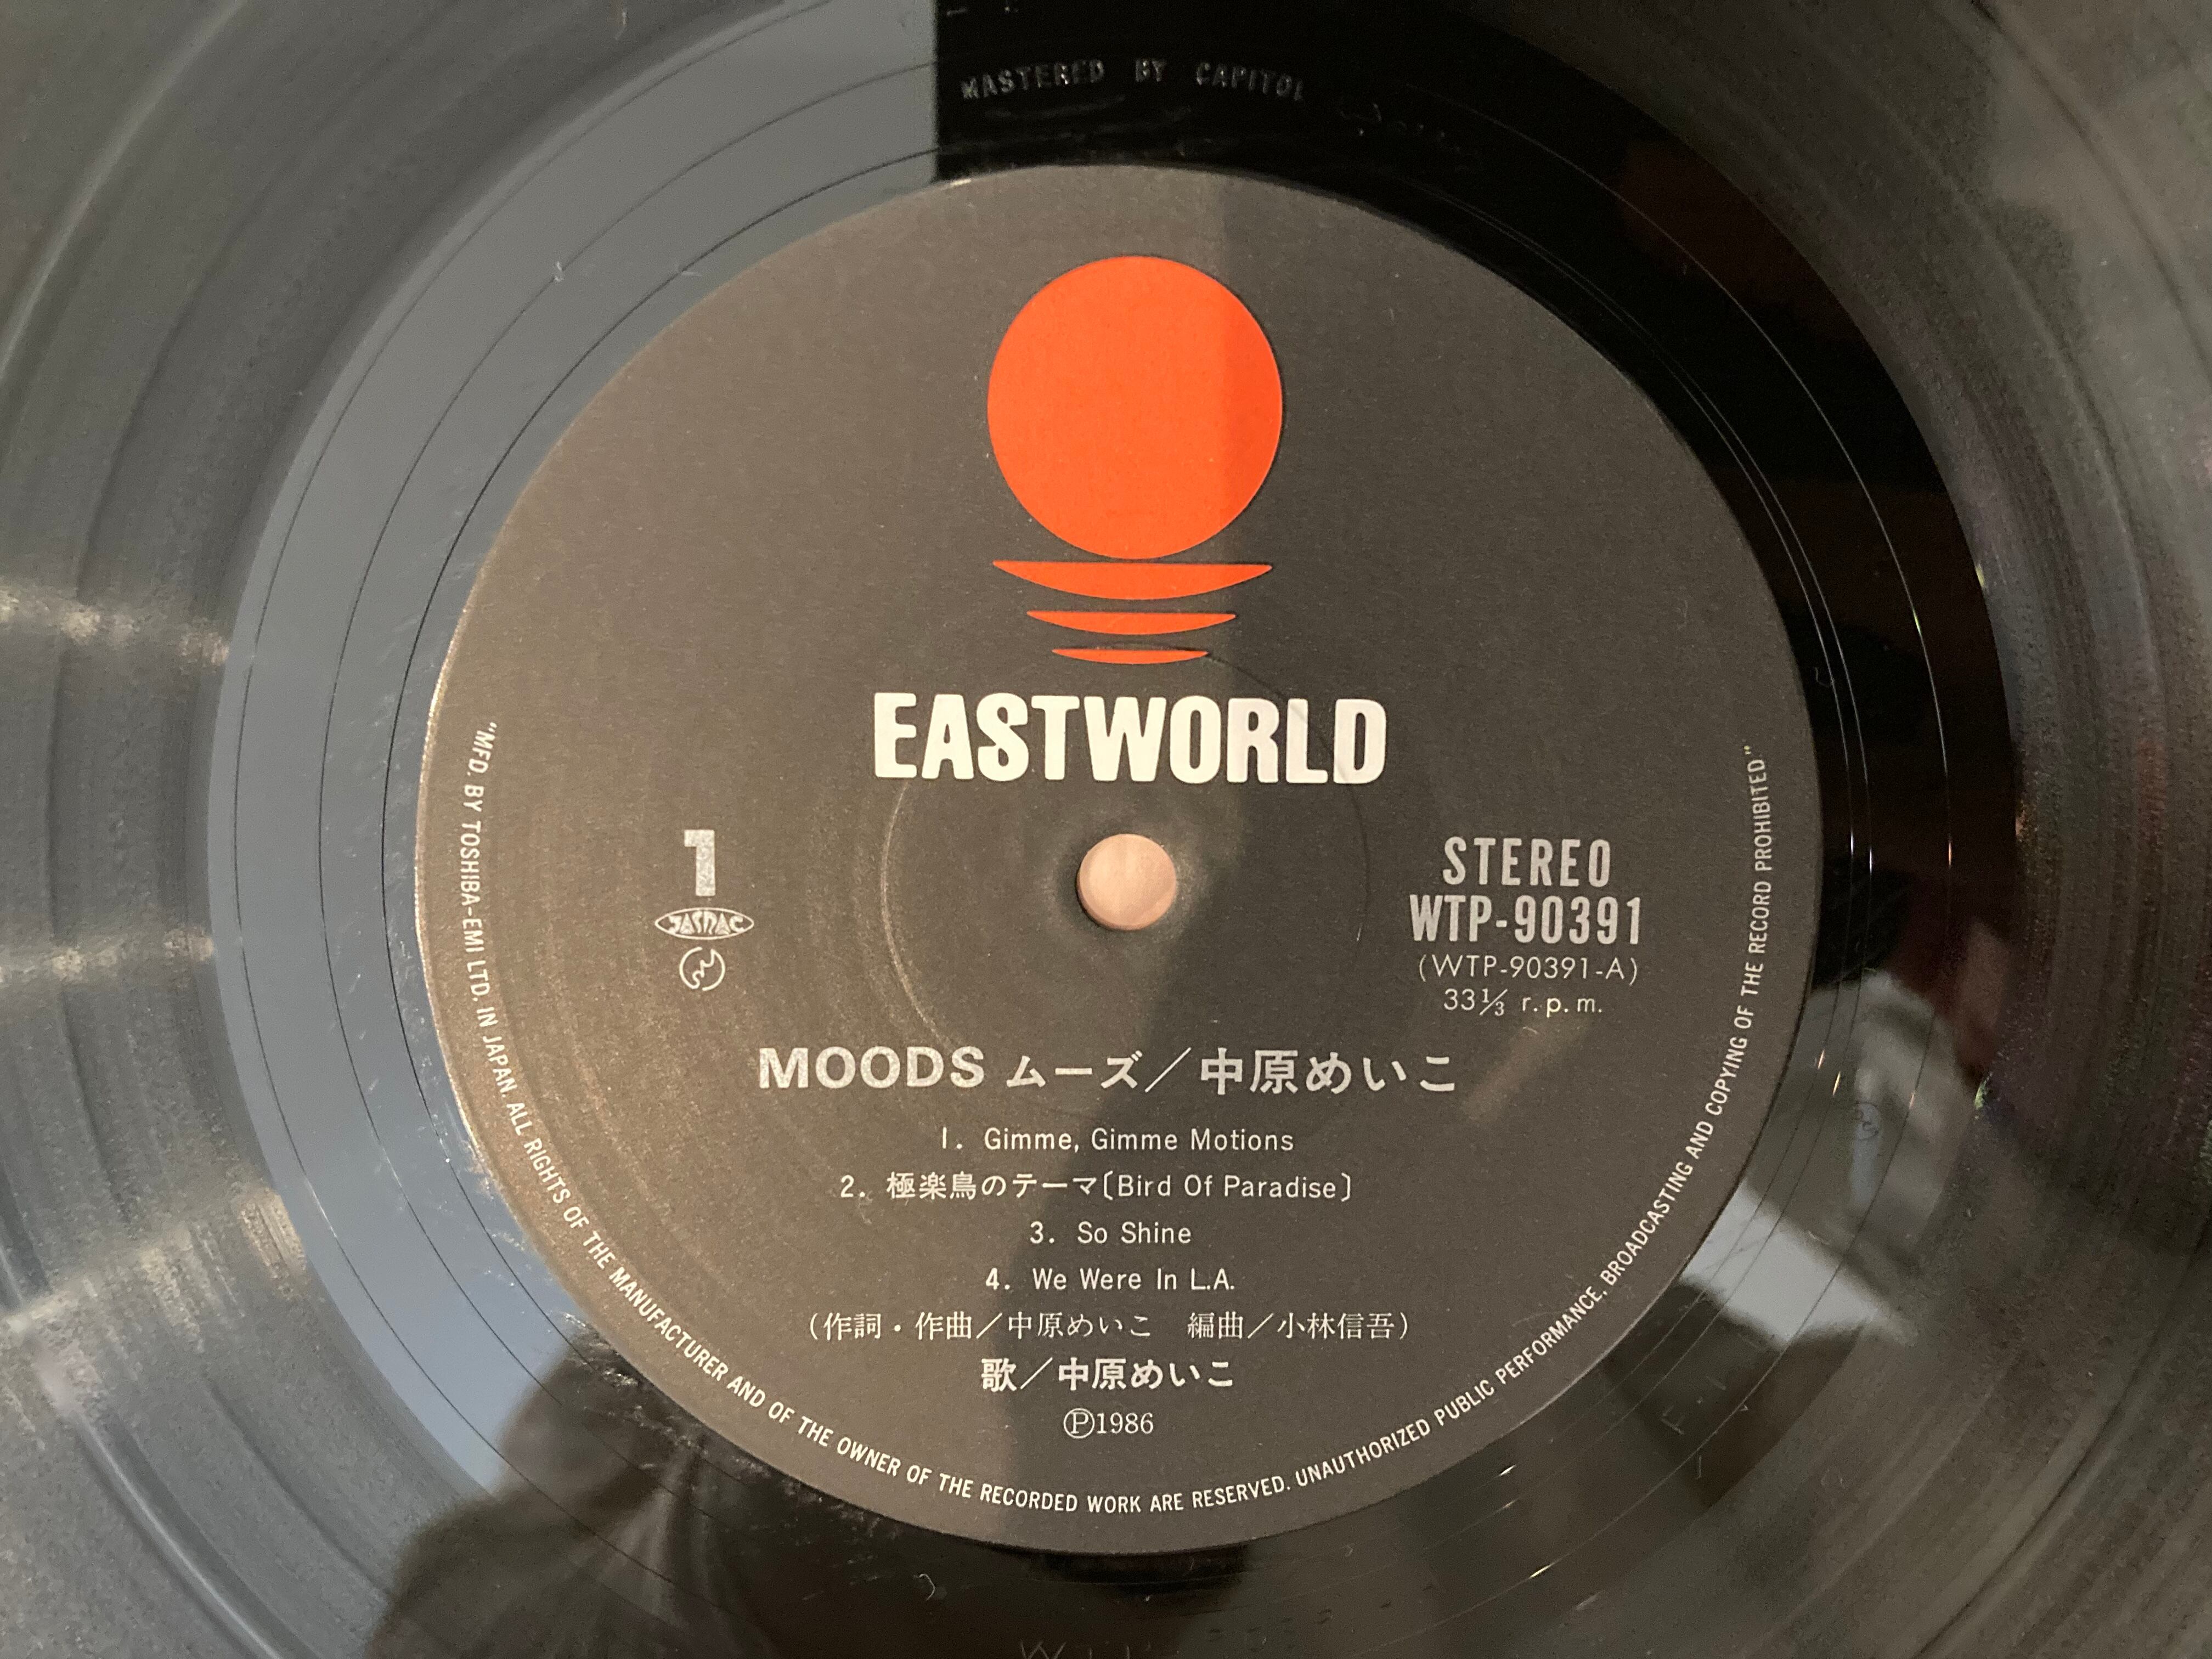 MASTERED BY CAPITOL
EASTWORLD
1
JASRAC
STEREO
WTP-90391
(WTP-90391-A)
33⅓ r.p.m.
MOODS ムーズ／中原めいこ
1. Gimme, Gimme Motions
2. 極楽鳥のテーマ〔Bird Of Paradise〕
3. So Shine
4. We Were In L.A.
（作詞・作曲／中原めいこ　編曲／小林信吾）
歌／中原めいこ
Ⓟ1986
"MFD. BY TOSHIBA-EMI LTD. IN JAPAN. ALL RIGHTS OF THE MANUFACTURER AND OF THE OWNER OF THE RECORDED WORK ARE RESERVED. UNAUTHORIZED PUBLIC PERFORMANCE, BROADCASTING AND COPYING OF THE RECORD PROHIBITED"